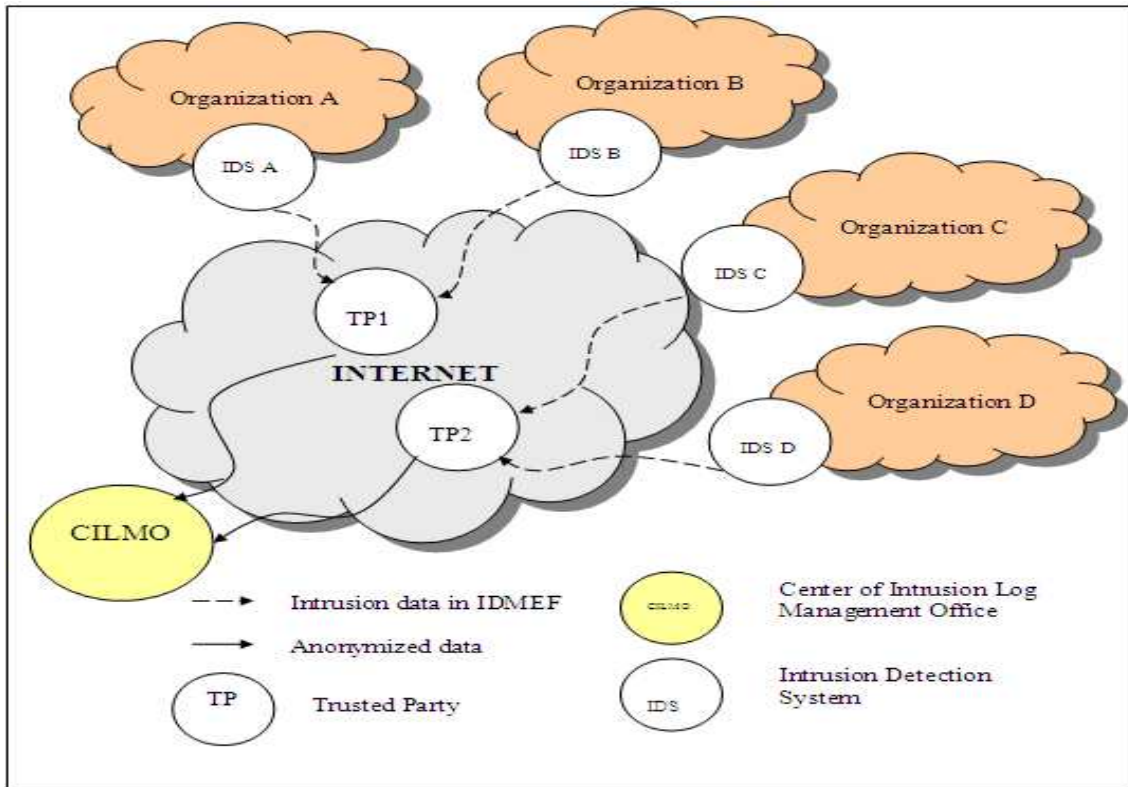 Organization A
Organization B
IDS A
IDS B
Organization C
IDS C
TP1
INTERNET
Organization D
TP2
IDS D
CILMO
Intrusion data in IDMEF
Anonymized data
TP
Trusted Party
CILMO
Center of Intrusion Log
Management Office
IDS
Intrusion Detection
System